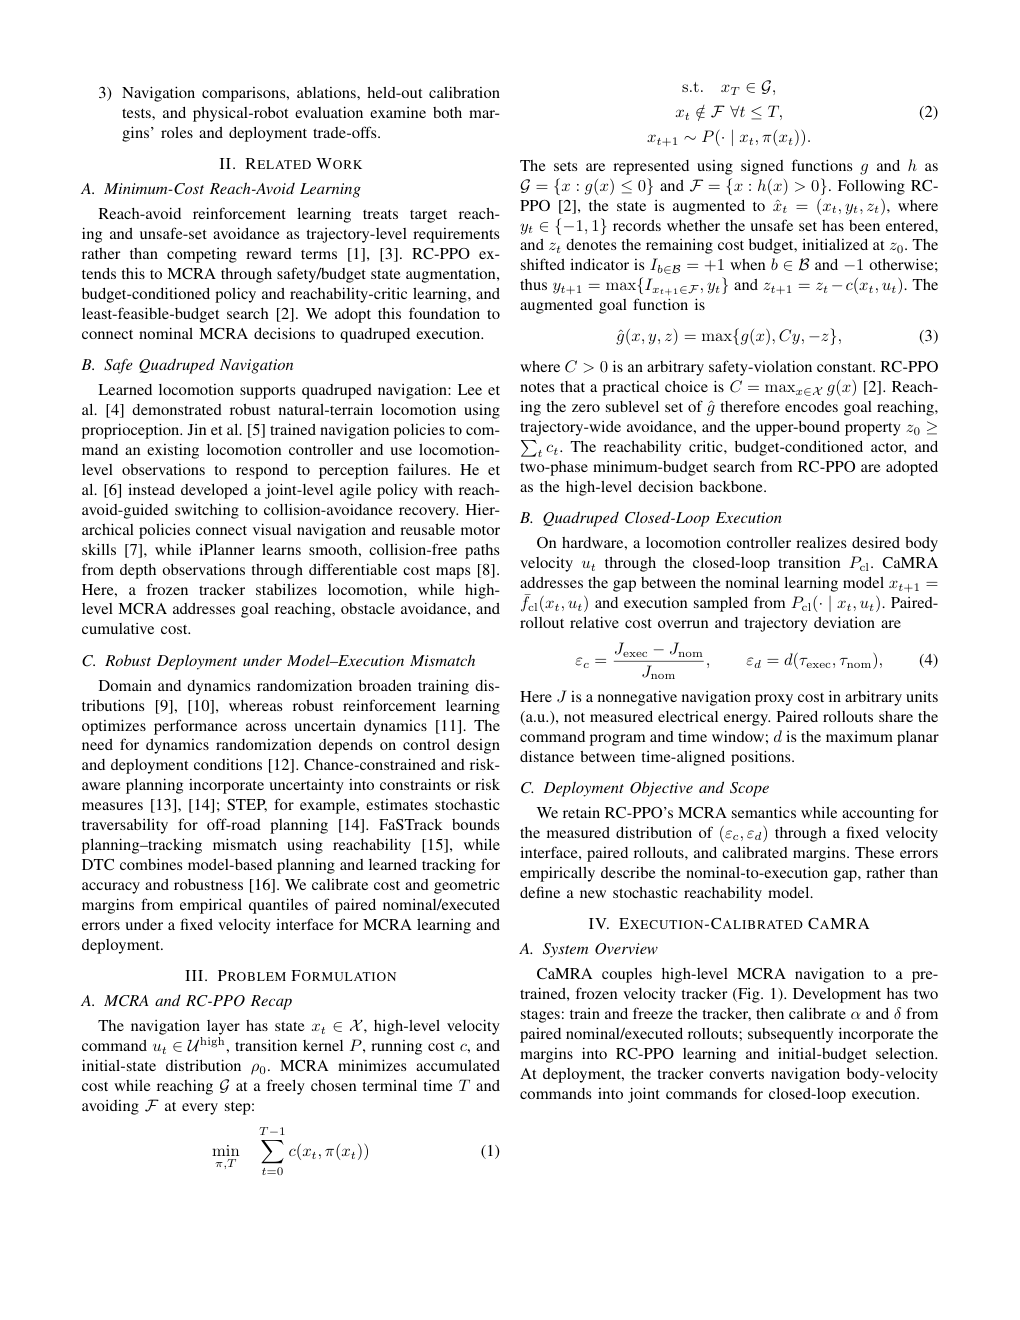 3) Navigation comparisons, ablations, held-out calibration
tests, and physical-robot evaluation examine both mar-
gins' roles and deployment trade-offs.
II. RELATED WORK
A. Minimum-Cost Reach-Avoid Learning
Reach-avoid reinforcement learning treats target reach-
ing and unsafe-set avoidance as trajectory-level requirements
rather than competing reward terms [1], [3]. RC-PPO ex-
tends this to MCRA through safety/budget state augmentation,
budget-conditioned policy and reachability-critic learning, and
least-feasible-budget search [2]. We adopt this foundation to
connect nominal MCRA decisions to quadruped execution.
B. Safe Quadruped Navigation
Learned locomotion supports quadruped navigation: Lee et
al. [4] demonstrated robust natural-terrain locomotion using
proprioception. Jin et al. [5] trained navigation policies to com-
mand an existing locomotion controller and use locomotion-
level observations to respond to perception failures. He et
al. [6] instead developed a joint-level agile policy with reach-
avoid-guided switching to collision-avoidance recovery. Hier-
archical policies connect visual navigation and reusable motor
skills [7], while iPlanner learns smooth, collision-free paths
from depth observations through differentiable cost maps [8].
Here, a frozen tracker stabilizes locomotion, while high-
level MCRA addresses goal reaching, obstacle avoidance, and
cumulative cost.
C. Robust Deployment under Model–Execution Mismatch
Domain and dynamics randomization broaden training dis-
tributions [9], [10], whereas robust reinforcement learning
optimizes performance across uncertain dynamics [11]. The
need for dynamics randomization depends on control design
and deployment conditions [12]. Chance-constrained and risk-
aware planning incorporate uncertainty into constraints or risk
measures [13], [14]; STEP, for example, estimates stochastic
traversability for off-road planning [14]. FaSTrack bounds
planning–tracking mismatch using reachability [15], while
DTC combines model-based planning and learned tracking for
accuracy and robustness [16]. We calibrate cost and geometric
margins from empirical quantiles of paired nominal/executed
errors under a fixed velocity interface for MCRA learning and
deployment.
III. PROBLEM FORMULATION
A. MCRA and RC-PPO Recap
The navigation layer has state x_t ∈ 𝒳, high-level velocity
command u_t ∈ 𝒰^high, transition kernel P, running cost c, and
initial-state distribution ρ_0. MCRA minimizes accumulated
cost while reaching 𝒢 at a freely chosen terminal time T and
avoiding ℱ at every step:
min_{π,T} ∑_{t=0}^{T−1} c(x_t, π(x_t)) (1)
s.t. x_T ∈ 𝒢,
x_t ∉ ℱ ∀t ≤ T, (2)
x_{t+1} ∼ P(· | x_t, π(x_t)).
The sets are represented using signed functions g and h as
𝒢 = {x : g(x) ≤ 0} and ℱ = {x : h(x) > 0}. Following RC-
PPO [2], the state is augmented to x̂_t = (x_t, y_t, z_t), where
y_t ∈ {−1, 1} records whether the unsafe set has been entered,
and z_t denotes the remaining cost budget, initialized at z_0. The
shifted indicator is I_{b∈ℬ} = +1 when b ∈ ℬ and −1 otherwise;
thus y_{t+1} = max{I_{x_{t+1}∈ℱ}, y_t} and z_{t+1} = z_t − c(x_t, u_t). The
augmented goal function is
ĝ(x, y, z) = max{g(x), Cy, −z}, (3)
where C > 0 is an arbitrary safety-violation constant. RC-PPO
notes that a practical choice is C = max_{x∈𝒳} g(x) [2]. Reach-
ing the zero sublevel set of ĝ therefore encodes goal reaching,
trajectory-wide avoidance, and the upper-bound property z_0 ≥
∑_t c_t. The reachability critic, budget-conditioned actor, and
two-phase minimum-budget search from RC-PPO are adopted
as the high-level decision backbone.
B. Quadruped Closed-Loop Execution
On hardware, a locomotion controller realizes desired body
velocity u_t through the closed-loop transition P_cl. CaMRA
addresses the gap between the nominal learning model x_{t+1} =
f̄_cl(x_t, u_t) and execution sampled from P_cl(· | x_t, u_t). Paired-
rollout relative cost overrun and trajectory deviation are
ε_c = (J_exec − J_nom) / J_nom, ε_d = d(τ_exec, τ_nom), (4)
Here J is a nonnegative navigation proxy cost in arbitrary units
(a.u.), not measured electrical energy. Paired rollouts share the
command program and time window; d is the maximum planar
distance between time-aligned positions.
C. Deployment Objective and Scope
We retain RC-PPO's MCRA semantics while accounting for
the measured distribution of (ε_c, ε_d) through a fixed velocity
interface, paired rollouts, and calibrated margins. These errors
empirically describe the nominal-to-execution gap, rather than
define a new stochastic reachability model.
IV. EXECUTION-CALIBRATED CAMRA
A. System Overview
CaMRA couples high-level MCRA navigation to a pre-
trained, frozen velocity tracker (Fig. 1). Development has two
stages: train and freeze the tracker, then calibrate α and δ from
paired nominal/executed rollouts; subsequently incorporate the
margins into RC-PPO learning and initial-budget selection.
At deployment, the tracker converts navigation body-velocity
commands into joint commands for closed-loop execution.